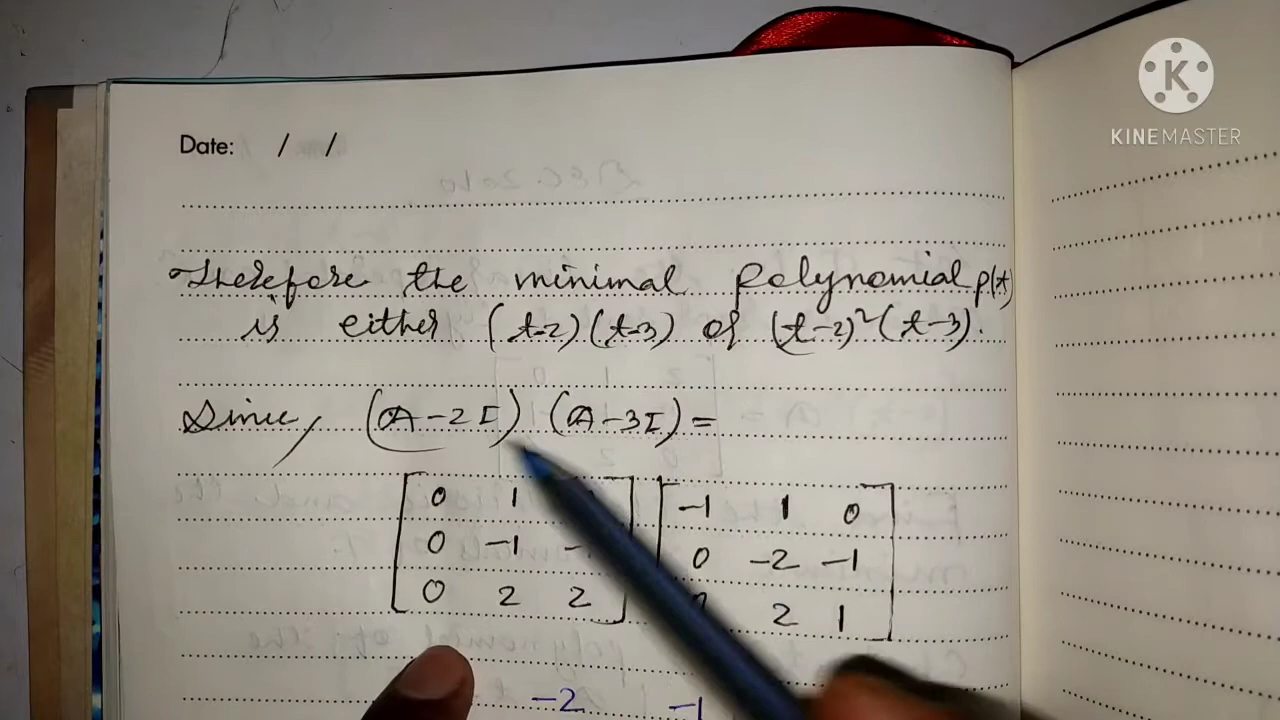 KINEMASTER
Date: / /
Therefore the minimal polynomial p(t)
is either (t-2)(t-3) or (t-2)²(t-3).
Since, (A-2I) (A-3I) =
0 1 -1 1 0
0 -1 - 0 -2 -1
0 2 2 2 1
-2 -1